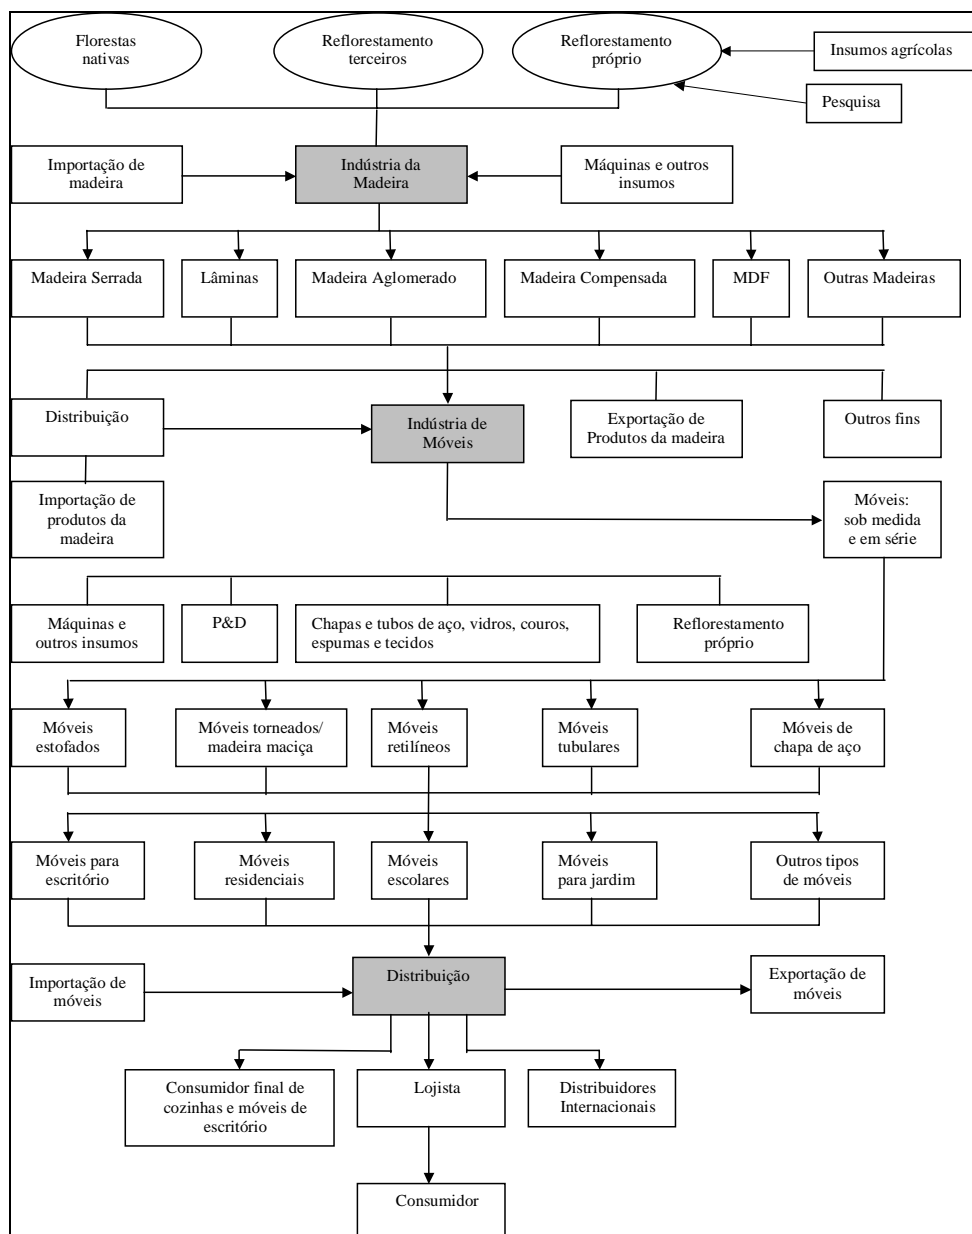 Florestas
nativas
Reflorestamento
terceiros
Reflorestamento
próprio
Insumos agrícolas
Pesquisa
Importação de
madeira
Indústria da
Madeira
Máquinas e outros
insumos
Madeira Serrada
Lâminas
Madeira Aglomerado
Madeira Compensada
MDF
Outras Madeiras
Distribuição
Indústria de
Móveis
Exportação de
Produtos da madeira
Outros fins
Importação de
produtos da
madeira
Móveis:
sob medida
e em série
Máquinas e
outros insumos
P&D
Chapas e tubos de aço, vidros, couros,
espumas e tecidos
Reflorestamento
próprio
Móveis
estofados
Móveis torneados/
madeira maciça
Móveis
retilíneos
Móveis
tubulares
Móveis de
chapa de aço
Móveis para
escritório
Móveis
residenciais
Móveis
escolares
Móveis
para jardim
Outros tipos
de móveis
Importação de
móveis
Distribuição
Exportação de
móveis
Consumidor final de
cozinhas e móveis de
escritório
Lojista
Distribuidores
Internacionais
Consumidor